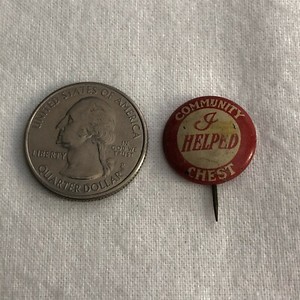 UNITED STATES OF AMERICA
LIBERTY
IN GOD WE TRUST
QUARTER DOLLAR
COMMUNITY
I
HELPED
CHEST